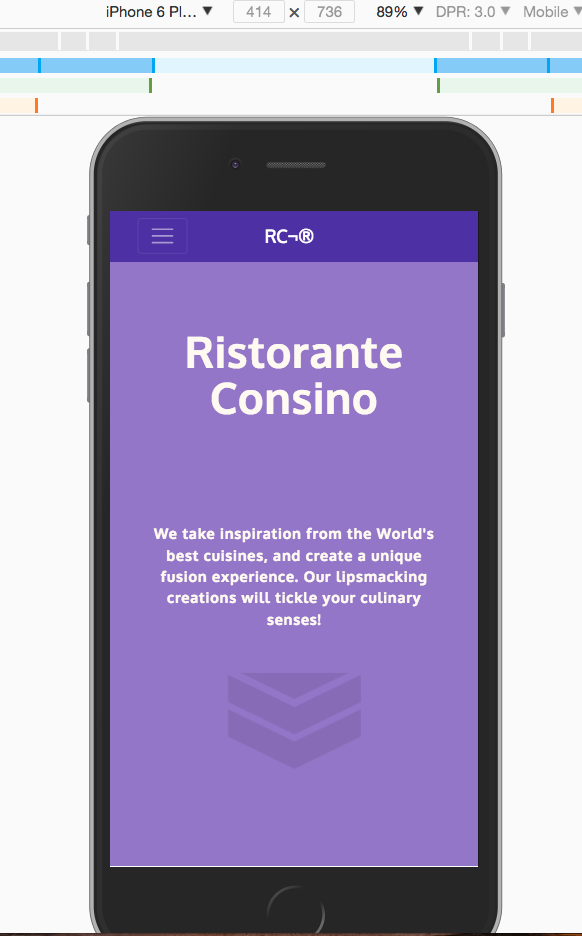 iPhone 6 Pl... ▼ 414 × 736 89% ▼ DPR: 3.0 ▼ Mobile ▼
RC¬®
Ristorante
Consino
We take inspiration from the World's
best cuisines, and create a unique
fusion experience. Our lipsmacking
creations will tickle your culinary
senses!